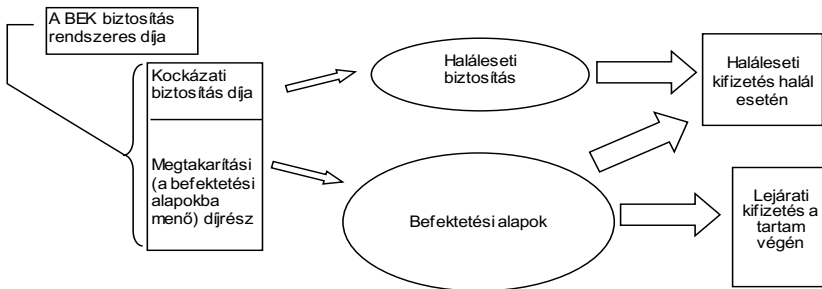 A BEK biztosítás
rendszeres díja
Kockázati
biztosítás díja
Megtakarítási
(a befektetési
alapokba
menő) díjrész
Haláleseti
biztosítás
Befektetési alapok
Haláleseti
kifizetés halál
esetén
Lejárati
kifizetés a
tartam
végén